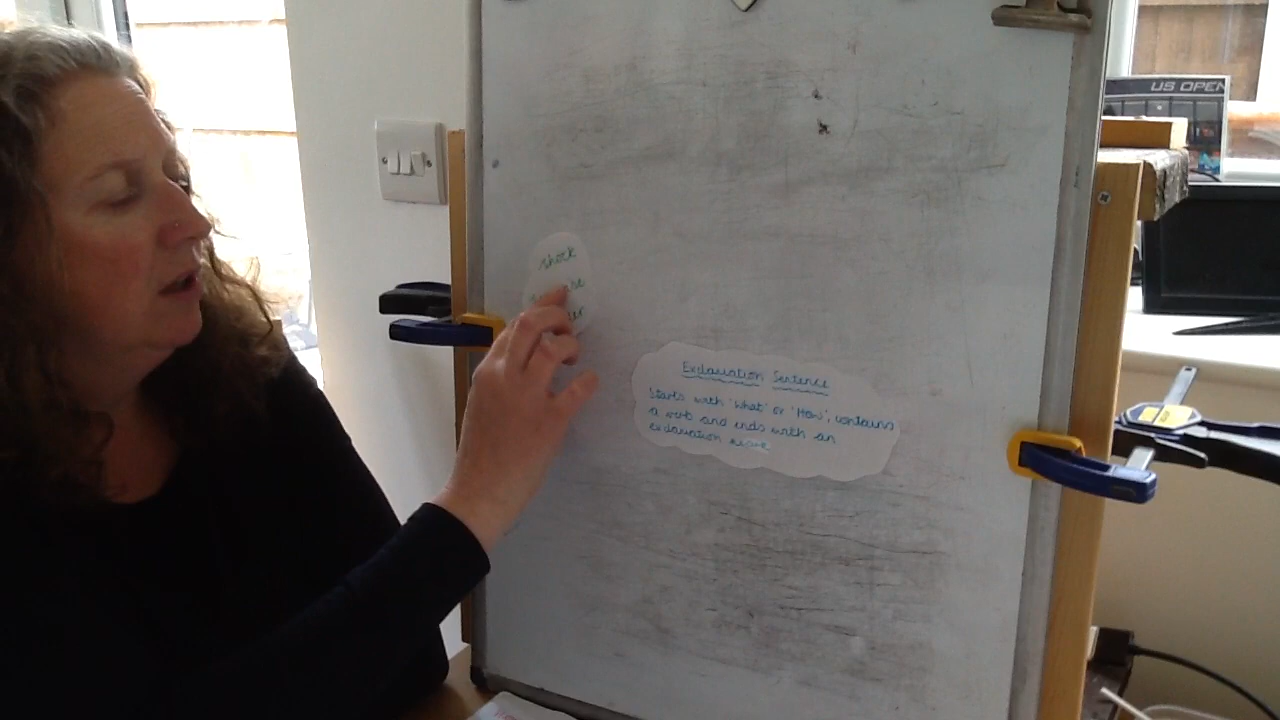 shock
Exclamation Sentence
Starts with 'What' or 'How', contains
a verb and ends with an
exclamation mark
US OPEN